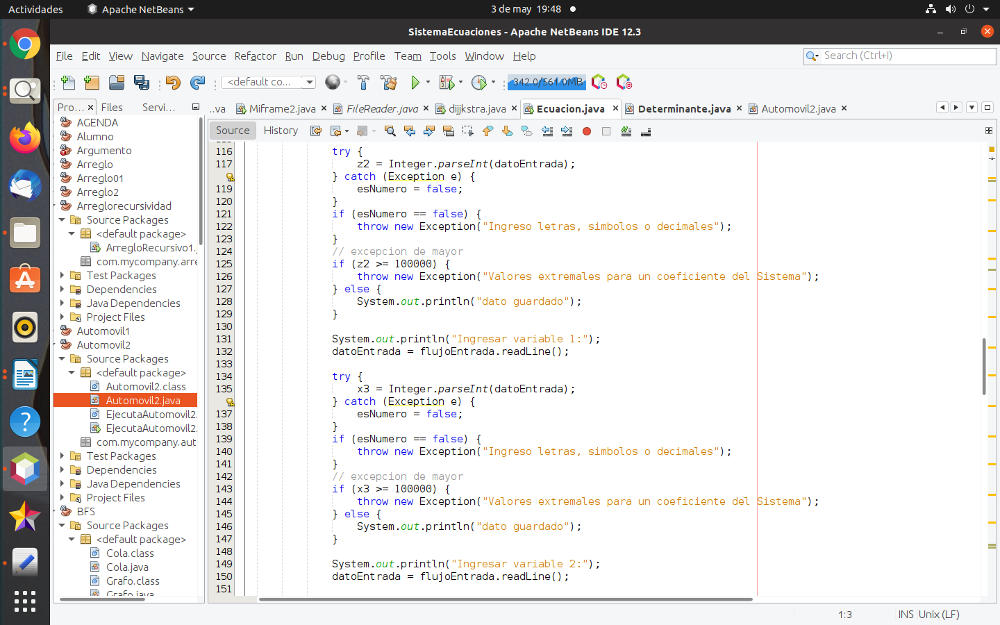 Actividades
Apache NetBeans
3 de may 19:48
SistemaEcuaciones - Apache NetBeans IDE 12.3
File Edit View Navigate Source Refactor Run Debug Profile Team Tools Window Help
Search (Ctrl+I)
<default co...
342.0/561.0MB
Pro... Files Servi...
..va Miframe2.java FileReader.java dijjkstra.java Ecuacion.java Determinante.java Automovil2.java
Source History
AGENDA
Alumno
Argumento
Arreglo
Arreglo01
Arreglo2
Arreglorecursividad
Source Packages
<default package>
ArregloRecursivo1.
com.mycompany.arre
Test Packages
Dependencies
Java Dependencies
Project Files
Automovil1
Automovil2
Source Packages
<default package>
Automovil2.class
Automovil2.java
EjecutaAutomovil2.
EjecutaAutomovil2.
com.mycompany.aut
Test Packages
Dependencies
Java Dependencies
Project Files
BFS
Source Packages
<default package>
Cola.class
Cola.java
Grafo.class
Grafo.java
116 try {
117 z2 = Integer.parseInt(datoEntrada);
} catch (Exception e) {
119 esNumero = false;
120 }
121 if (esNumero == false) {
122 throw new Exception("Ingreso letras, simbolos o decimales");
123 }
124 // excepcion de mayor
125 if (z2 >= 100000) {
126 throw new Exception("Valores extremales para un coeficiente del Sistema");
127 } else {
128 System.out.println("dato guardado");
129 }
130
131 System.out.println("Ingresar variable 1:");
132 datoEntrada = flujoEntrada.readLine();
133
134 try {
135 x3 = Integer.parseInt(datoEntrada);
} catch (Exception e) {
137 esNumero = false;
138 }
139 if (esNumero == false) {
140 throw new Exception("Ingreso letras, simbolos o decimales");
141 }
142 // excepcion de mayor
143 if (x3 >= 100000) {
144 throw new Exception("Valores extremales para un coeficiente del Sistema");
145 } else {
146 System.out.println("dato guardado");
147 }
148
149 System.out.println("Ingresar variable 2:");
150 datoEntrada = flujoEntrada.readLine();
151
1:3 INS Unix (LF)